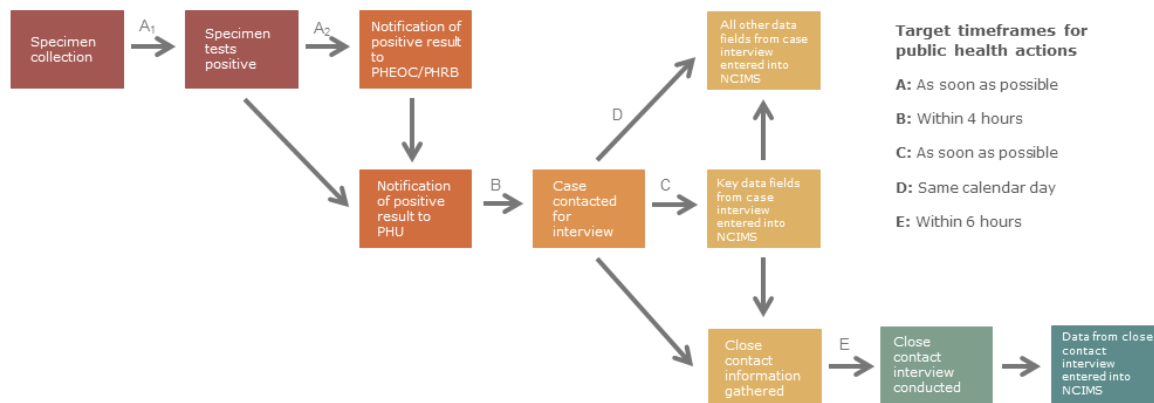 Specimen
collection
A1
Specimen
tests
positive
A2
Notification of
positive result
to
PHEOC/PHRB
Notification
of positive
result to
PHU
B
Case
contacted
for
interview
D
All other data
fields from case
interview
entered into
NCIMS
C
Key data fields
from case
interview
entered into
NCIMS
Close
contact
information
gathered
E
Close
contact
interview
conducted
Data from close
contact
interview
entered into
NCIMS
Target timeframes for
public health actions
A: As soon as possible
B: Within 4 hours
C: As soon as possible
D: Same calendar day
E: Within 6 hours